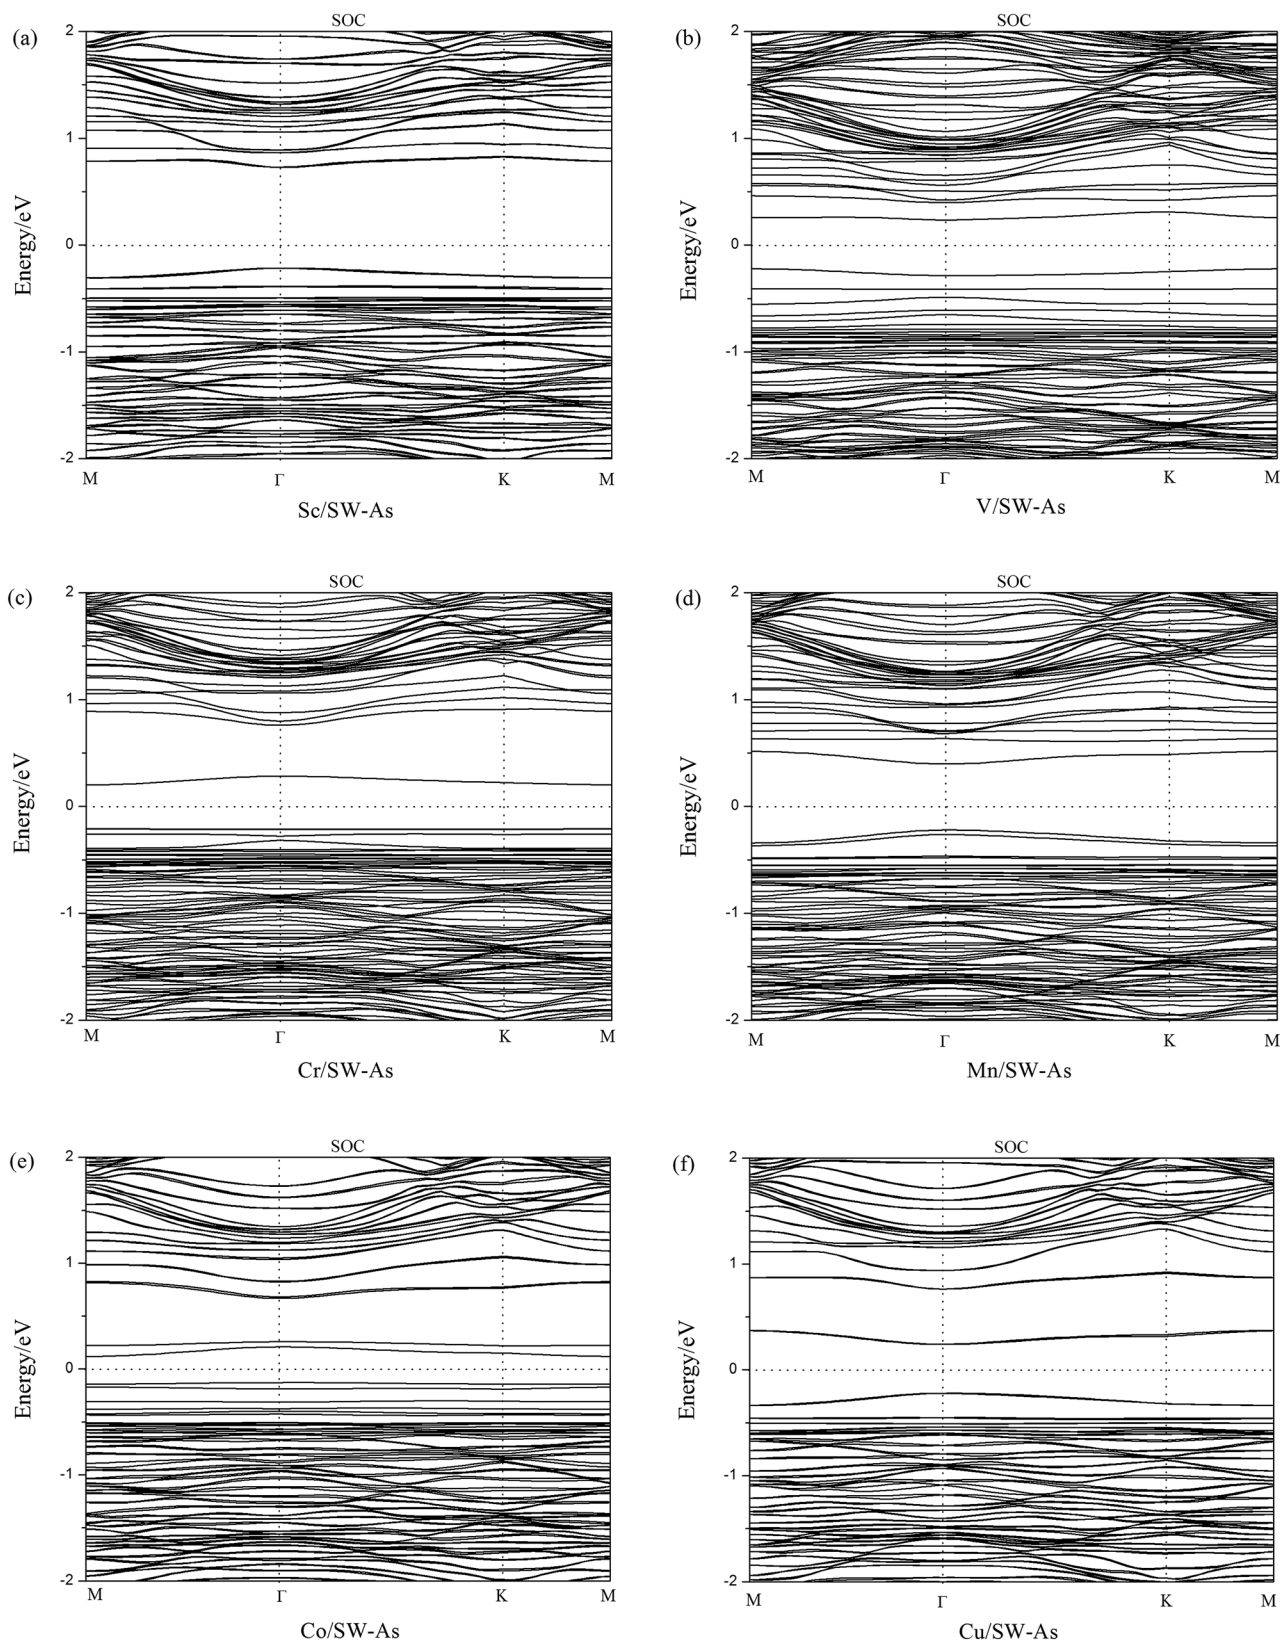 SOC
(a)
2
1
0
-1
-2
Energy/eV
M Γ K M
Sc/SW-As
(b)
2
1
0
-1
-2
Energy/eV
M Γ K M
V/SW-As
SOC
(c)
2
1
0
-1
-2
Energy/eV
M Γ K M
Cr/SW-As
SOC
(d)
2
1
0
-1
-2
Energy/eV
M Γ K M
Mn/SW-As
SOC
(e)
2
1
0
-1
-2
Energy/eV
M Γ K M
Co/SW-As
SOC
(f)
2
1
0
-1
-2
Energy/eV
M Γ K M
Cu/SW-As